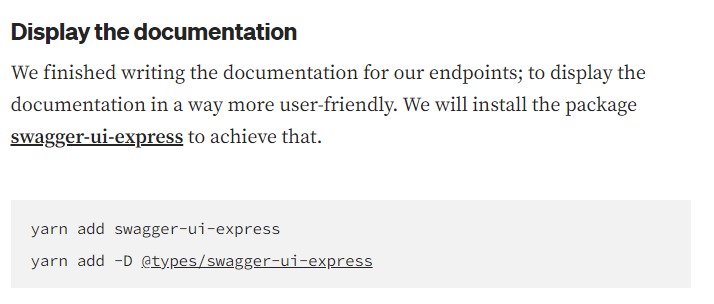 Display the documentation
We finished writing the documentation for our endpoints; to display the
documentation in a way more user-friendly. We will install the package
swagger-ui-express to achieve that.
yarn add swagger-ui-express
yarn add -D @types/swagger-ui-express